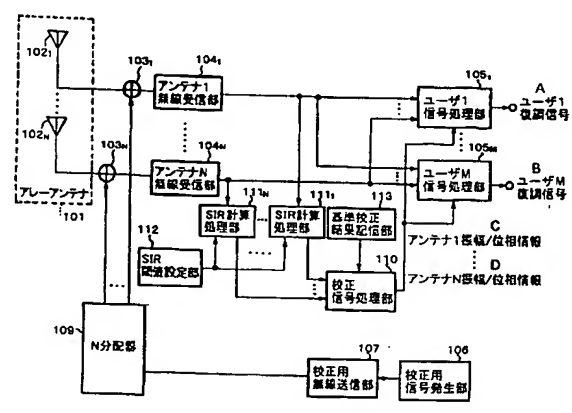 102₁
102N
アレーアンテナ
101
103₁
103N
104₁
アンテナ1
無線受信部
104N
アンテナN
無線受信部
105₁
ユーザ1
信号処理部
A
ユーザ1
復調信号
105M
ユーザM
信号処理部
B
ユーザM
復調信号
111N
SIR計算
処理部
111₁
SIR計算
処理部
113
基準校正
結果記信部
112
SIR
閾値設定部
110
校正
信号処理部
C
アンテナ1振幅/位相情報
D
アンテナN振幅/位相情報
109
N分配器
107
校正用
無線送信部
106
校正用
信号発生部